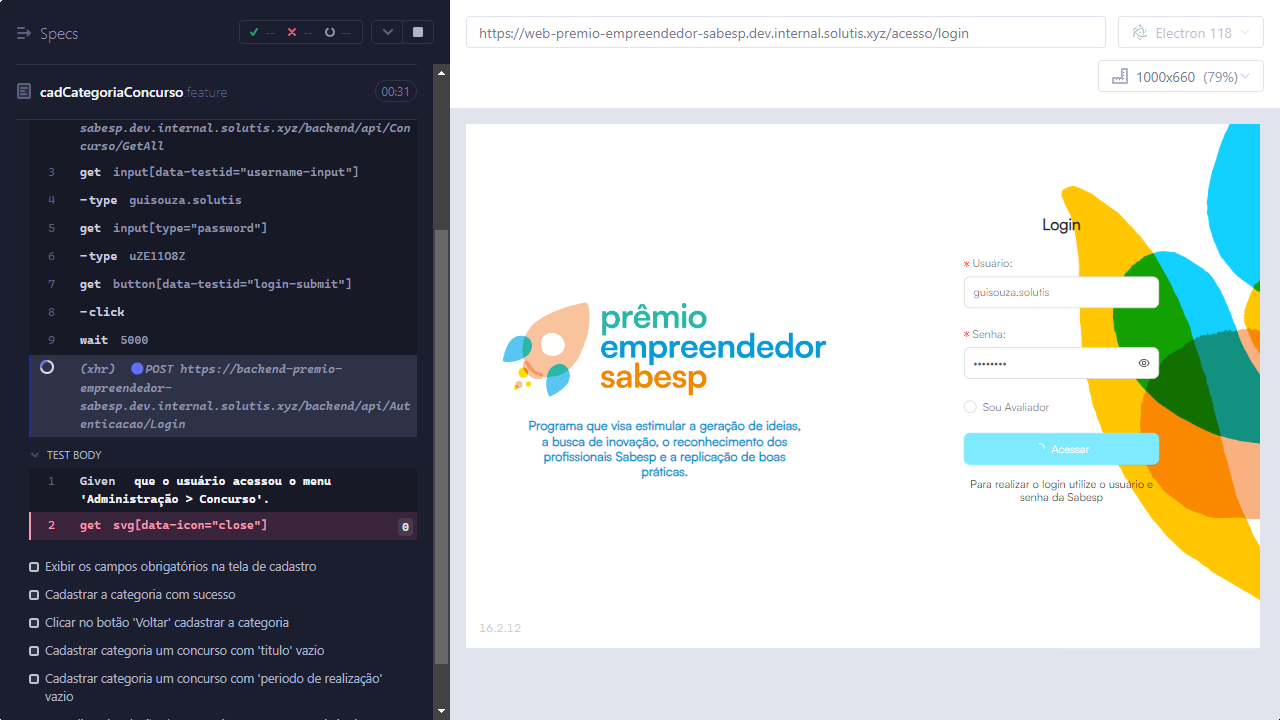 Specs
--
--
--
cadCategoriaConcurso feature
00:31
sabesp.dev.internal.solutis.xyz/backend/api/Con
curso/GetAll
3 get input[data-testid="username-input"]
4 -type guisouza.solutis
5 get input[type="password"]
6 -type uZE11O8Z
7 get button[data-testid="login-submit"]
8 -click
9 wait 5000
(xhr) POST https://backend-premio-
empreendedor-
sabesp.dev.internal.solutis.xyz/backend/api/Aut
enticacao/Login
TEST BODY
1 Given que o usuário acessou o menu
'Administração > Concurso'.
2 get svg[data-icon="close"] 0
Exibir os campos obrigatórios na tela de cadastro
Cadastrar a categoria com sucesso
Clicar no botão 'Voltar' cadastrar a categoria
Cadastrar categoria um concurso com 'titulo' vazio
Cadastrar categoria um concurso com 'periodo de realização'
vazio
https://web-premio-empreendedor-sabesp.dev.internal.solutis.xyz/acesso/login
Electron 118
1000x660 (79%)
prêmio
empreendedor
sabesp
Programa que visa estimular a geração de ideias,
a busca de inovação, o reconhecimento dos
profissionais Sabesp e a replicação de boas
práticas.
Login
* Usuário:
guisouza.solutis
* Senha:
••••••••
Sou Avaliador
Acessar
Para realizar o login utilize o usuário e
senha da Sabesp
16.2.12